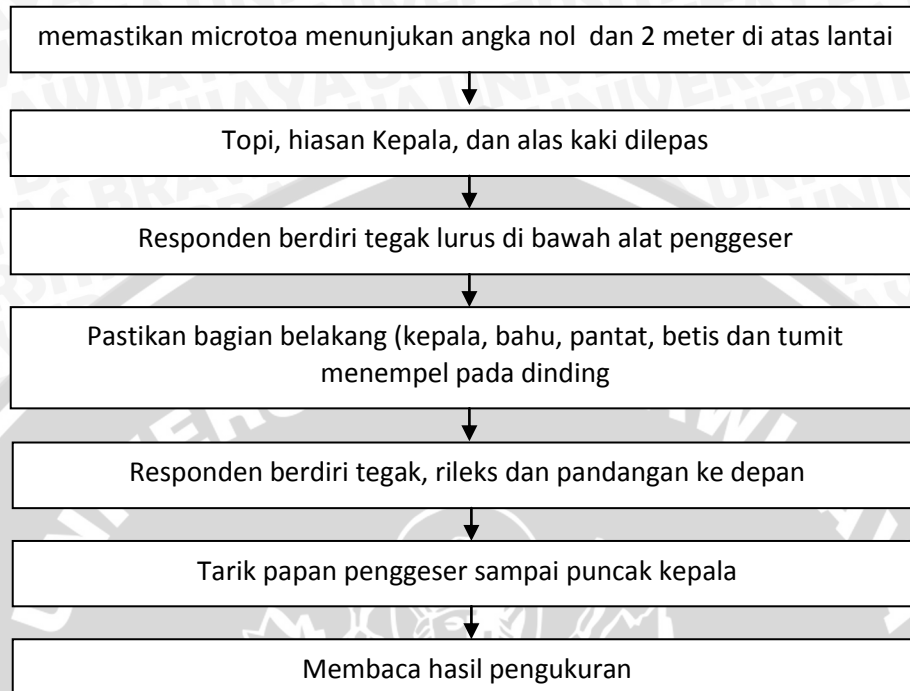 memastikan microtoa menunjukan angka nol dan 2 meter di atas lantai
Topi, hiasan Kepala, dan alas kaki dilepas
Responden berdiri tegak lurus di bawah alat penggeser
Pastikan bagian belakang (kepala, bahu, pantat, betis dan tumit
menempel pada dinding
Responden berdiri tegak, rileks dan pandangan ke depan
Tarik papan penggeser sampai puncak kepala
Membaca hasil pengukuran